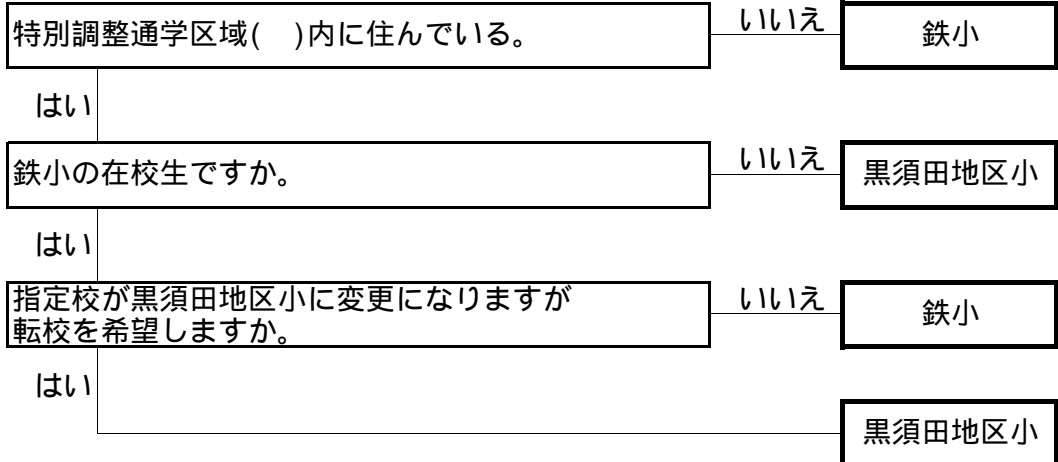 特別調整通学区域(　)内に住んでいる。
いいえ
鉄小
はい
鉄小の在校生ですか。
いいえ
黒須田地区小
はい
指定校が黒須田地区小に変更になりますが
転校を希望しますか。
いいえ
鉄小
はい
黒須田地区小